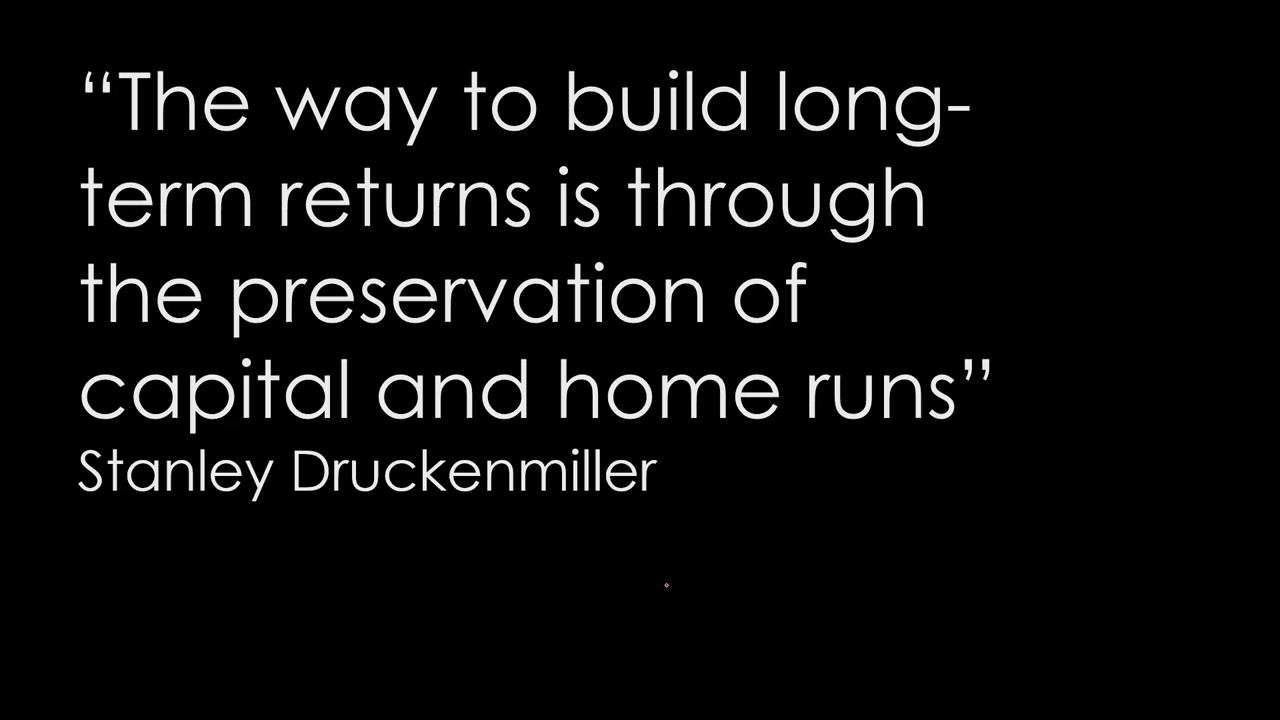 “The way to build long-
term returns is through
the preservation of
capital and home runs”
Stanley Druckenmiller